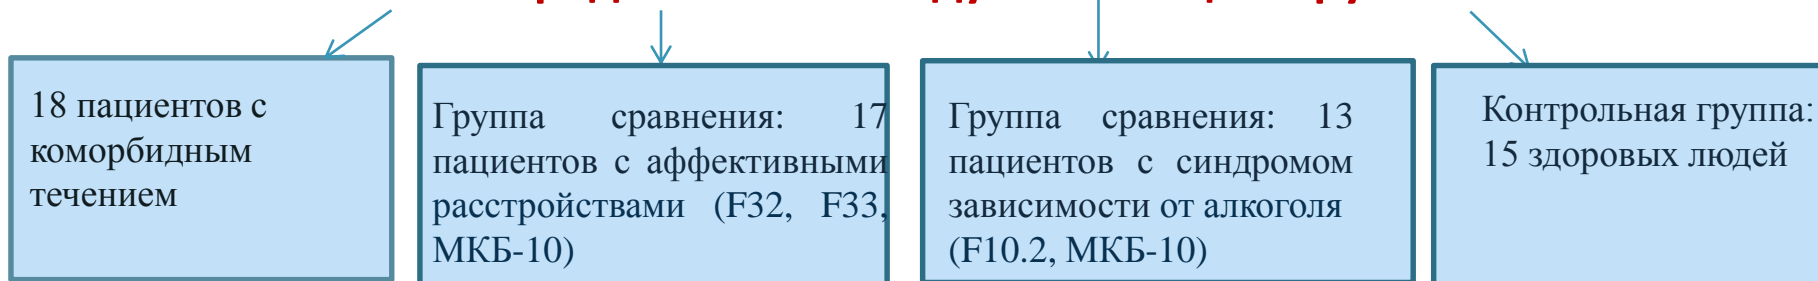 18 пациентов с
коморбидным
течением
Группа сравнения: 17
пациентов с аффективными
расстройствами (F32, F33,
МКБ-10)
Группа сравнения: 13
пациентов с синдромом
зависимости от алкоголя
(F10.2, МКБ-10)
Контрольная группа:
15 здоровых людей